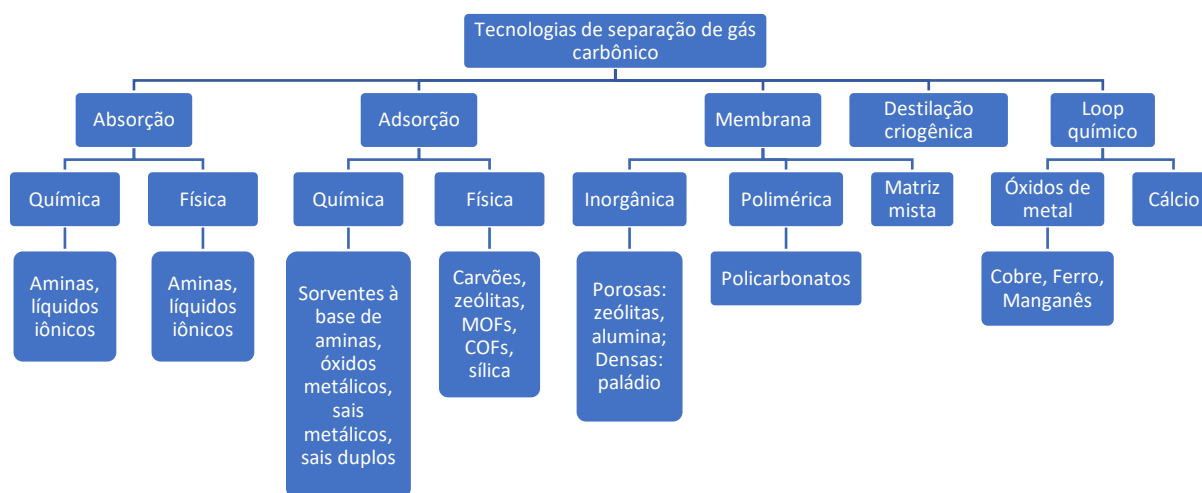 Tecnologias de separação de gás
carbônico
Absorção
Adsorção
Membrana
Destilação
criogênica
Loop
químico
Química
Física
Química
Física
Inorgânica
Polimérica
Matriz
mista
Óxidos de
metal
Cálcio
Aminas,
líquidos
iônicos
Aminas,
líquidos
iônicos
Sorventes à
base de
aminas,
óxidos
metálicos,
sais
metálicos,
sais duplos
Carvões,
zeólitas,
MOFs,
COFs,
sílica
Porosas:
zeólitas,
alumina;
Densas:
paládio
Policarbonatos
Cobre, Ferro,
Manganês